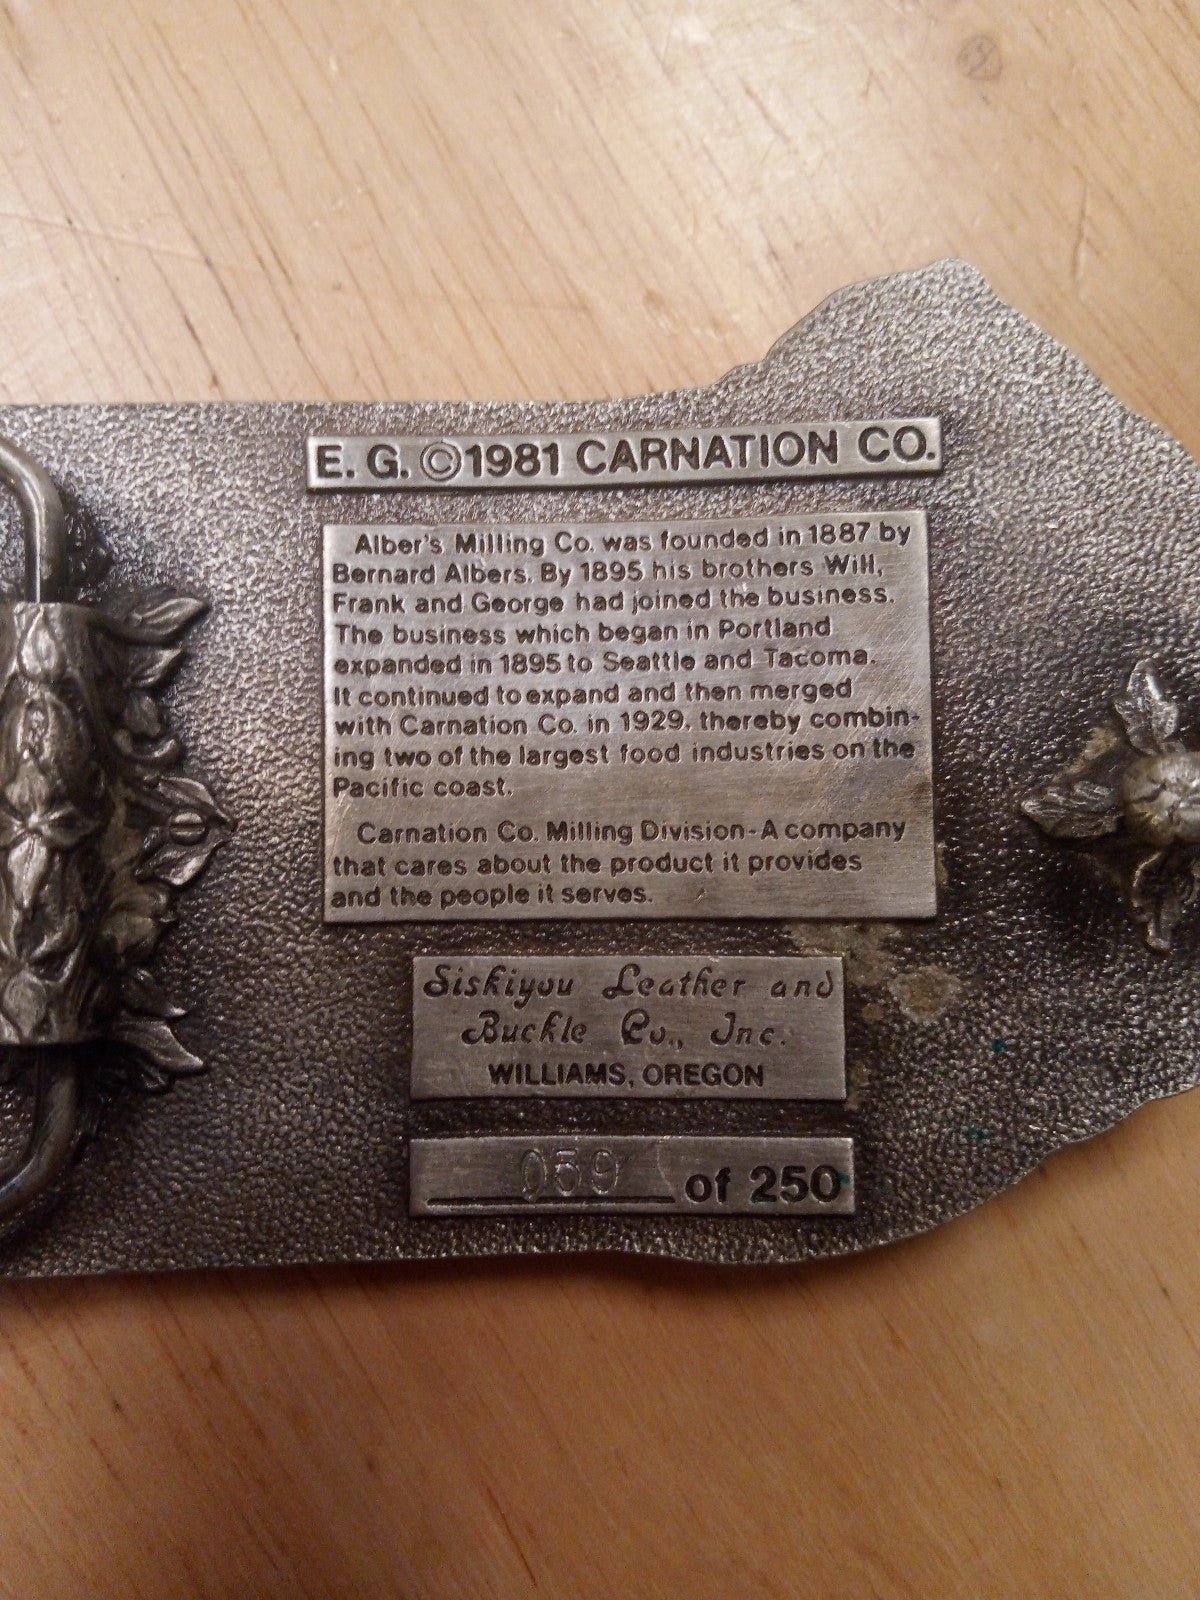 E. G. ©1981 CARNATION CO.
Alber's Milling Co. was founded in 1887 by
Bernard Albers. By 1895 his brothers Will,
Frank and George had joined the business.
The business which began in Portland
expanded in 1895 to Seattle and Tacoma.
It continued to expand and then merged
with Carnation Co. in 1929, thereby combin-
ing two of the largest food industries on the
Pacific coast.
Carnation Co. Milling Division-A company
that cares about the product it provides
and the people it serves.
Siskiyou Leather and
Buckle Co., Inc.
WILLIAMS, OREGON
059 of 250